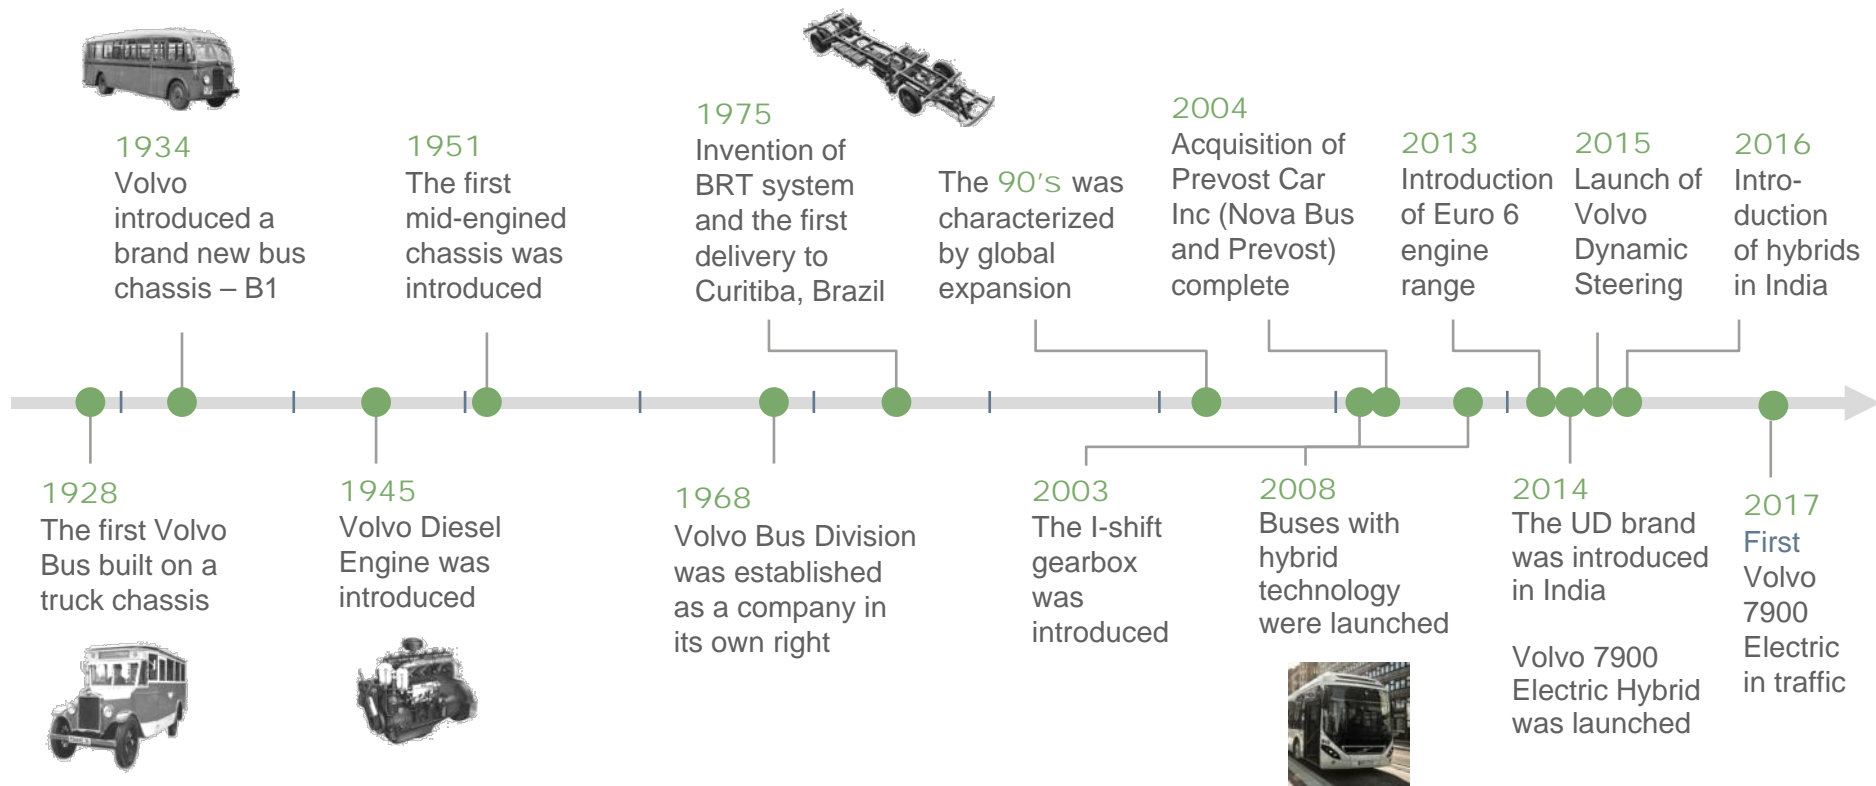 1934
Volvo
introduced a
brand new bus
chassis – B1
1951
The first
mid-engined
chassis was
introduced
1975
Invention of
BRT system
and the first
delivery to
Curitiba, Brazil
The 90's was
characterized
by global
expansion
2004
Acquisition of
Prevost Car
Inc (Nova Bus
and Prevost)
complete
2013
Introduction
of Euro 6
engine
range
2015
Launch of
Volvo
Dynamic
Steering
2016
Intro-
duction
of hybrids
in India
1928
The first Volvo
Bus built on a
truck chassis
1945
Volvo Diesel
Engine was
introduced
1968
Volvo Bus Division
was established
as a company in
its own right
2003
The I-shift
gearbox
was
introduced
2008
Buses with
hybrid
technology
were launched
2014
The UD brand
was introduced
in India
Volvo 7900
Electric Hybrid
was launched
2017
First
Volvo
7900
Electric
in traffic